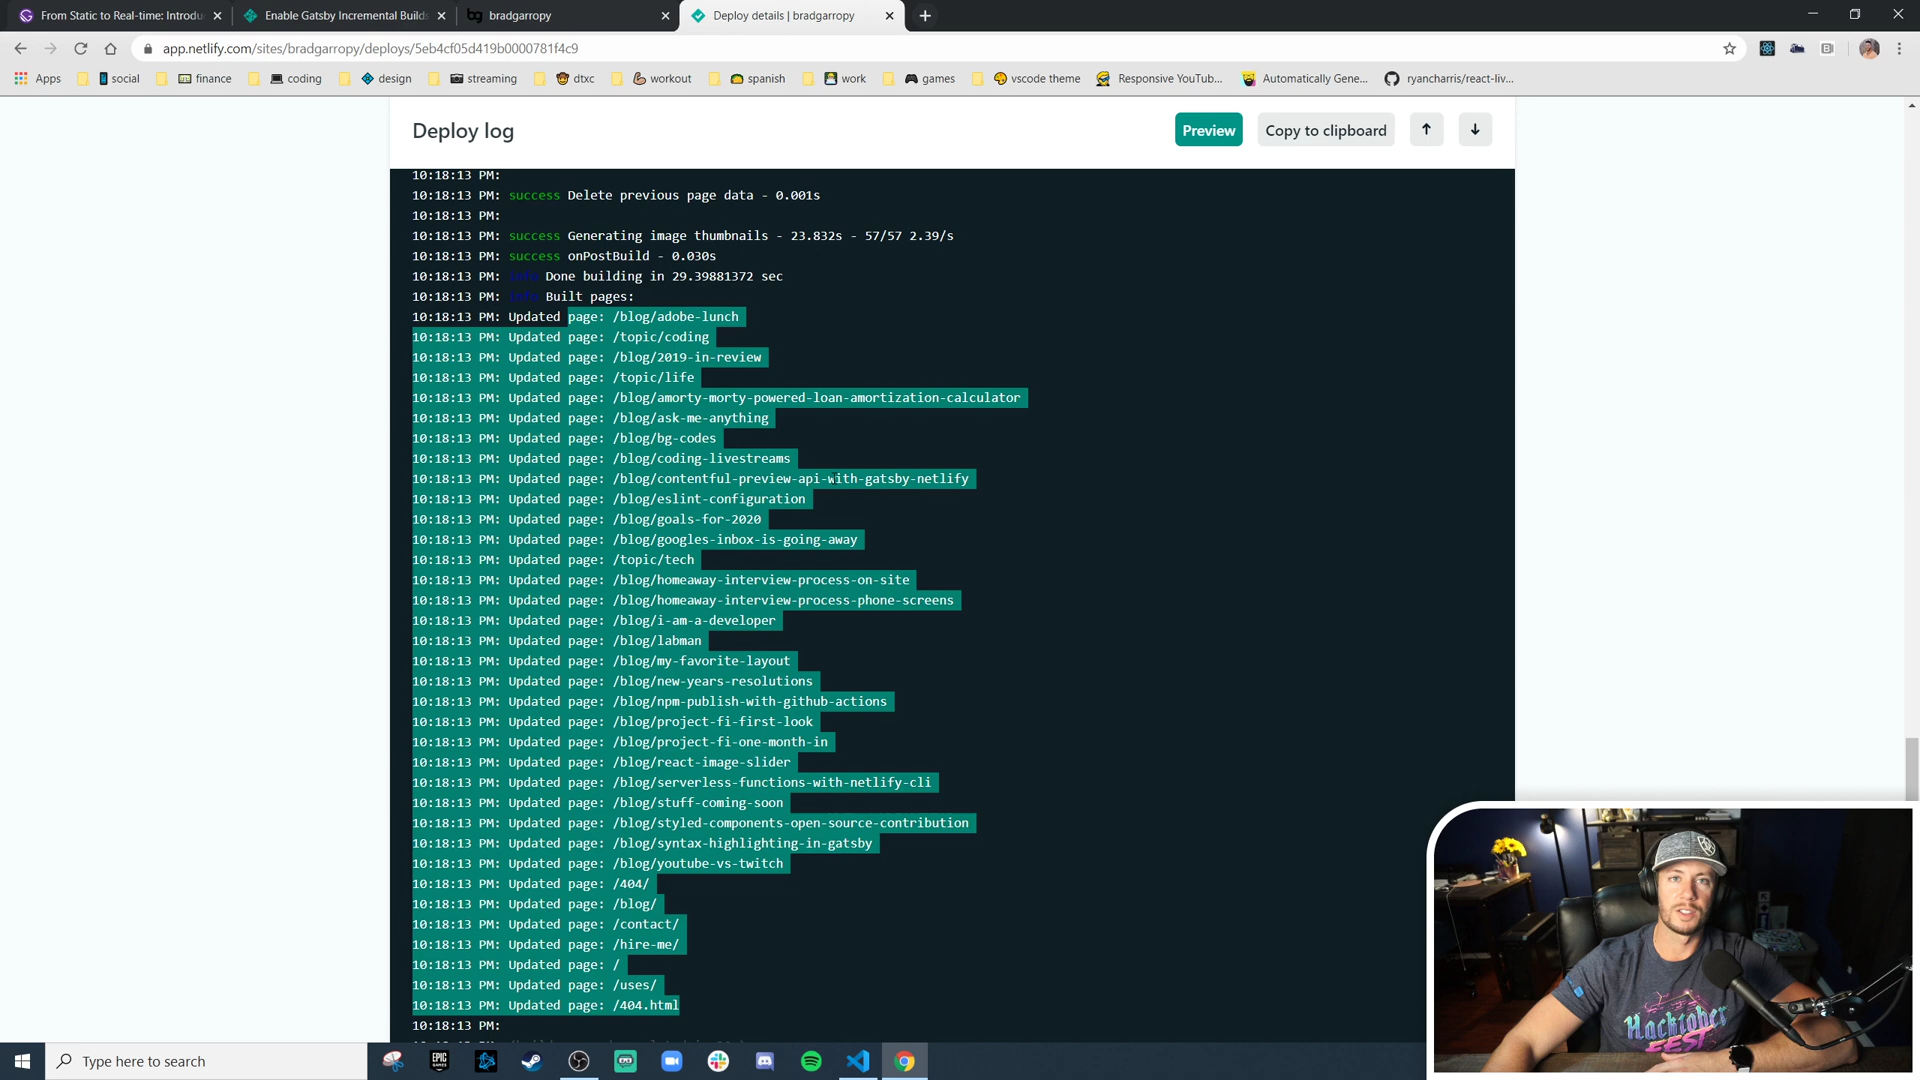 From Static to Real-time: Introdu
Enable Gatsby Incremental Builds
bg bradgarropy
Deploy details | bradgarropy
app.netlify.com/sites/bradgarropy/deploys/5eb4cf05d419b0000781f4c9
Apps social finance coding design streaming dtxc workout spanish work games vscode theme Responsive YouTub... Automatically Gene... ryancharris/react-liv...
Deploy log
Preview
Copy to clipboard
10:18:13 PM:
10:18:13 PM: success Delete previous page data - 0.001s
10:18:13 PM:
10:18:13 PM: success Generating image thumbnails - 23.832s - 57/57 2.39/s
10:18:13 PM: success onPostBuild - 0.030s
10:18:13 PM: info Done building in 29.39881372 sec
10:18:13 PM: info Built pages:
10:18:13 PM: Updated page: /blog/adobe-lunch
10:18:13 PM: Updated page: /topic/coding
10:18:13 PM: Updated page: /blog/2019-in-review
10:18:13 PM: Updated page: /topic/life
10:18:13 PM: Updated page: /blog/amorty-morty-powered-loan-amortization-calculator
10:18:13 PM: Updated page: /blog/ask-me-anything
10:18:13 PM: Updated page: /blog/bg-codes
10:18:13 PM: Updated page: /blog/coding-livestreams
10:18:13 PM: Updated page: /blog/contentful-preview-api-with-gatsby-netlify
10:18:13 PM: Updated page: /blog/eslint-configuration
10:18:13 PM: Updated page: /blog/goals-for-2020
10:18:13 PM: Updated page: /blog/googles-inbox-is-going-away
10:18:13 PM: Updated page: /topic/tech
10:18:13 PM: Updated page: /blog/homeaway-interview-process-on-site
10:18:13 PM: Updated page: /blog/homeaway-interview-process-phone-screens
10:18:13 PM: Updated page: /blog/i-am-a-developer
10:18:13 PM: Updated page: /blog/labman
10:18:13 PM: Updated page: /blog/my-favorite-layout
10:18:13 PM: Updated page: /blog/new-years-resolutions
10:18:13 PM: Updated page: /blog/npm-publish-with-github-actions
10:18:13 PM: Updated page: /blog/project-fi-first-look
10:18:13 PM: Updated page: /blog/project-fi-one-month-in
10:18:13 PM: Updated page: /blog/react-image-slider
10:18:13 PM: Updated page: /blog/serverless-functions-with-netlify-cli
10:18:13 PM: Updated page: /blog/stuff-coming-soon
10:18:13 PM: Updated page: /blog/styled-components-open-source-contribution
10:18:13 PM: Updated page: /blog/syntax-highlighting-in-gatsby
10:18:13 PM: Updated page: /blog/youtube-vs-twitch
10:18:13 PM: Updated page: /404/
10:18:13 PM: Updated page: /blog/
10:18:13 PM: Updated page: /contact/
10:18:13 PM: Updated page: /hire-me/
10:18:13 PM: Updated page: /
10:18:13 PM: Updated page: /uses/
10:18:13 PM: Updated page: /404.html
10:18:13 PM:
Hacktober
FEST
Type here to search
EPIC
GAMES